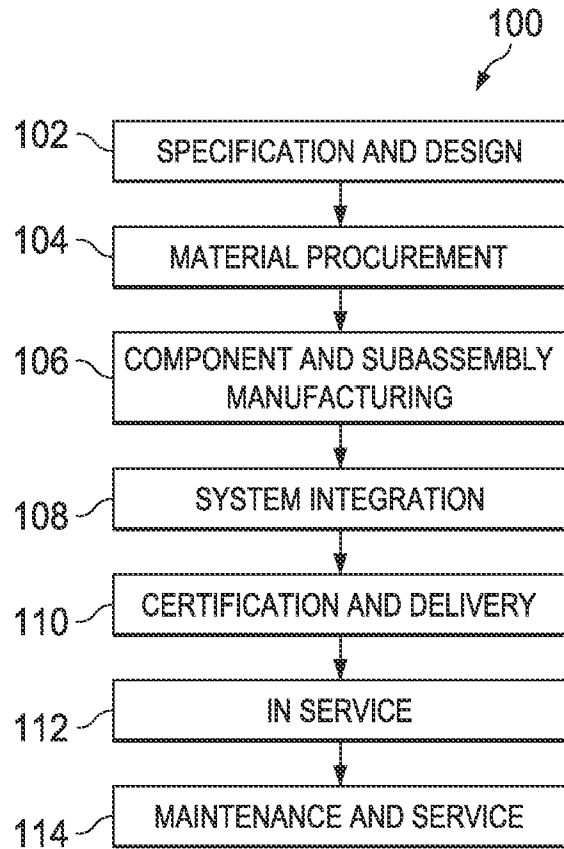 100
102
SPECIFICATION AND DESIGN
104
MATERIAL PROCUREMENT
106
COMPONENT AND SUBASSEMBLY
MANUFACTURING
108
SYSTEM INTEGRATION
110
CERTIFICATION AND DELIVERY
112
IN SERVICE
114
MAINTENANCE AND SERVICE